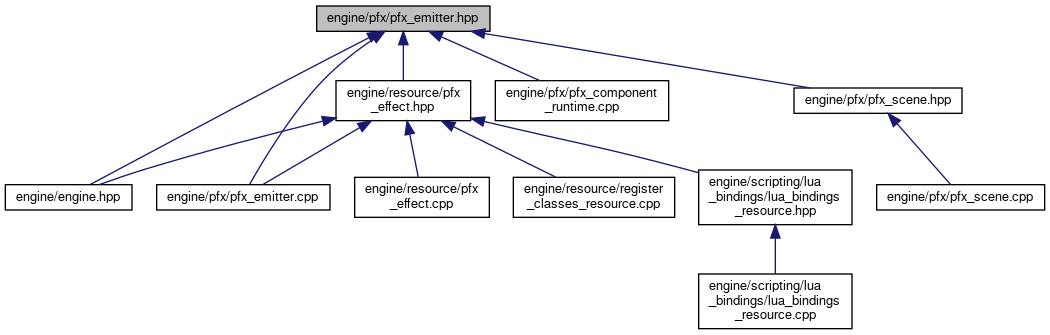 engine/pfx/pfx_emitter.hpp
engine/resource/pfx
_effect.hpp
engine/pfx/pfx_component
_runtime.cpp
engine/pfx/pfx_scene.hpp
engine/engine.hpp
engine/pfx/pfx_emitter.cpp
engine/resource/pfx
_effect.cpp
engine/resource/register
_classes_resource.cpp
engine/scripting/lua
_bindings/lua_bindings
_resource.hpp
engine/pfx/pfx_scene.cpp
engine/scripting/lua
_bindings/lua_bindings
_resource.cpp